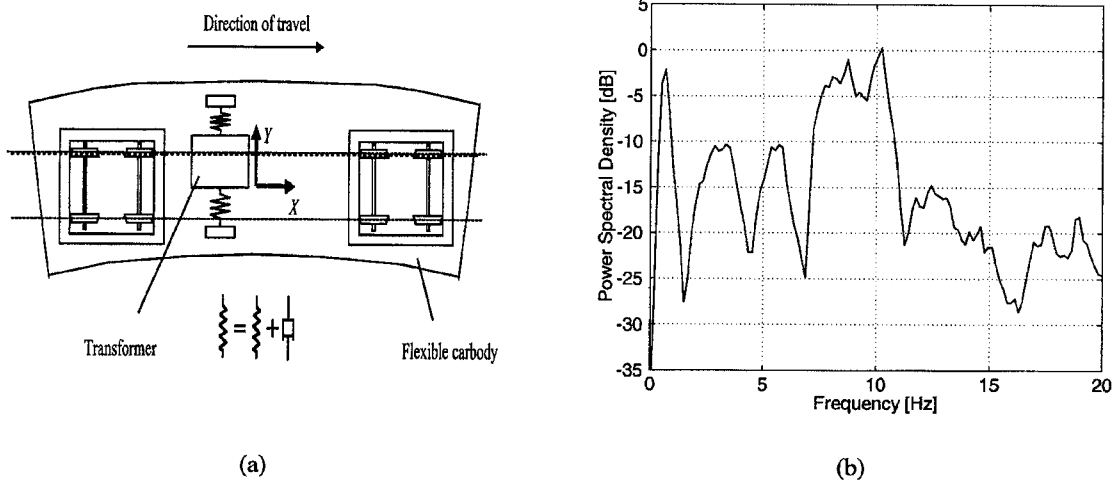 Direction of travel
Y
X
Transformer
=
+
Flexible carbody
(a)
Power Spectral Density [dB]
5
0
-5
-10
-15
-20
-25
-30
-35
0
5
10
15
20
Frequency [Hz]
(b)